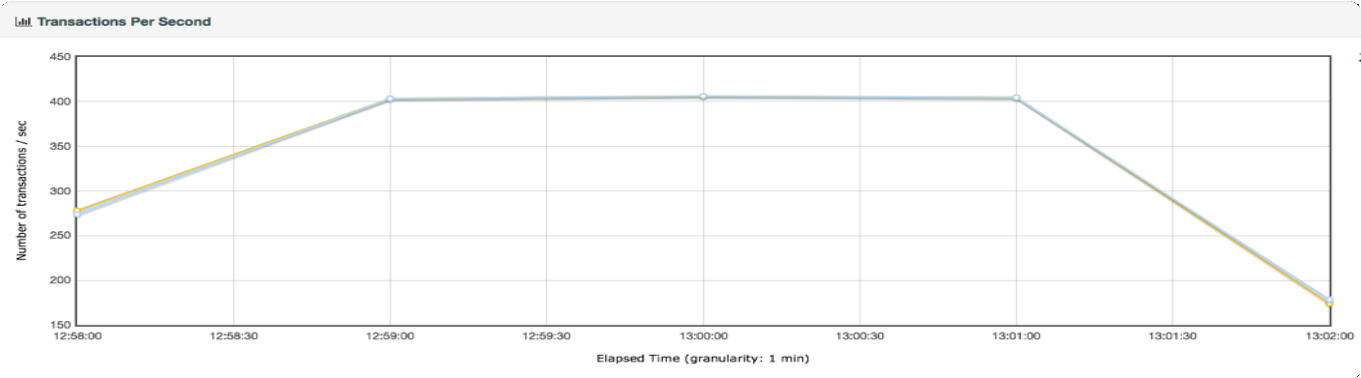 Transactions Per Second
Number of transactions / sec
450
400
350
300
250
200
150
12:58:00 12:58:30 12:59:00 12:59:30 13:00:00 13:00:30 13:01:00 13:01:30 13:02:00
Elapsed Time (granularity: 1 min)